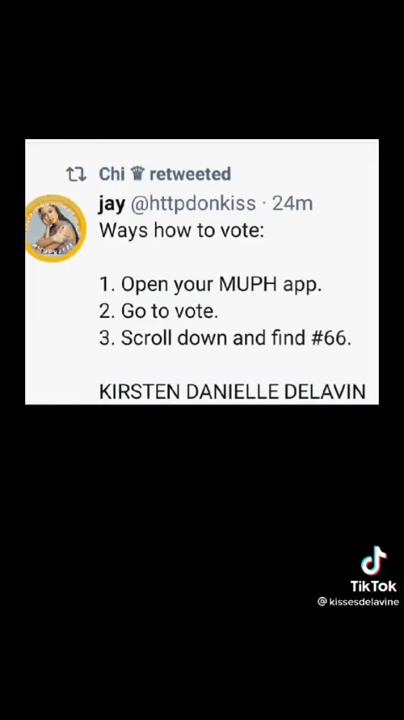 Chi ♛ retweeted
jay @httpdonkiss · 24m
Ways how to vote:
1. Open your MUPH app.
2. Go to vote.
3. Scroll down and find #66.
KIRSTEN DANIELLE DELAVIN
TikTok
@kissesdelavine